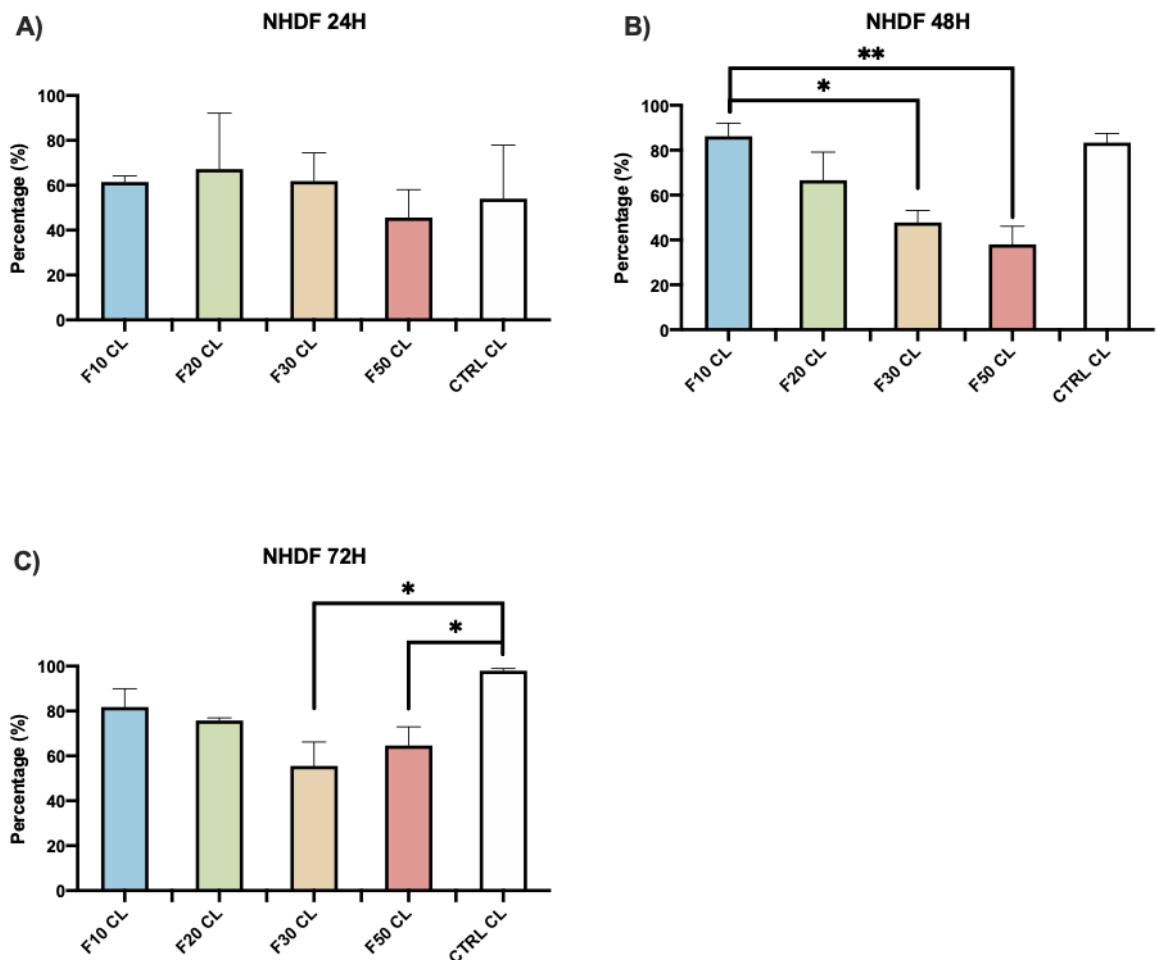 A)
NHDF 24H
Percentage (%)
100
80
60
40
20
0
F10 CL
F20 CL
F30 CL
F50 CL
CTRL CL
B)
NHDF 48H
**
*
Percentage (%)
100
80
60
40
20
0
F10 CL
F20 CL
F30 CL
F50 CL
CTRL CL
C)
NHDF 72H
*
*
Percentage (%)
100
80
60
40
20
0
F10 CL
F20 CL
F30 CL
F50 CL
CTRL CL